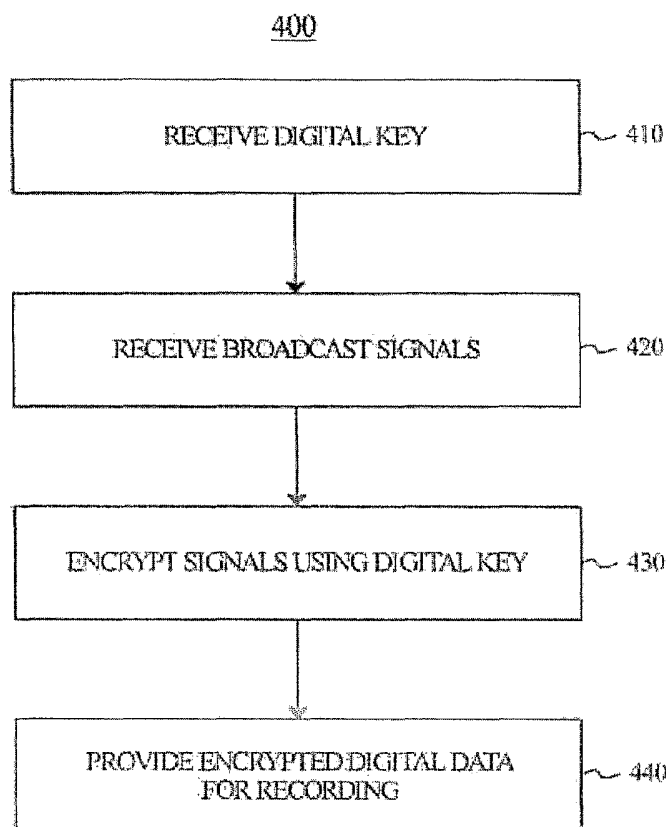 400
RECEIVE DIGITAL KEY
410
RECEIVE BROADCAST SIGNALS
420
ENCRYPT SIGNALS USING DIGITAL KEY
430
PROVIDE ENCRYPTED DIGITAL DATA
FOR RECORDING
440